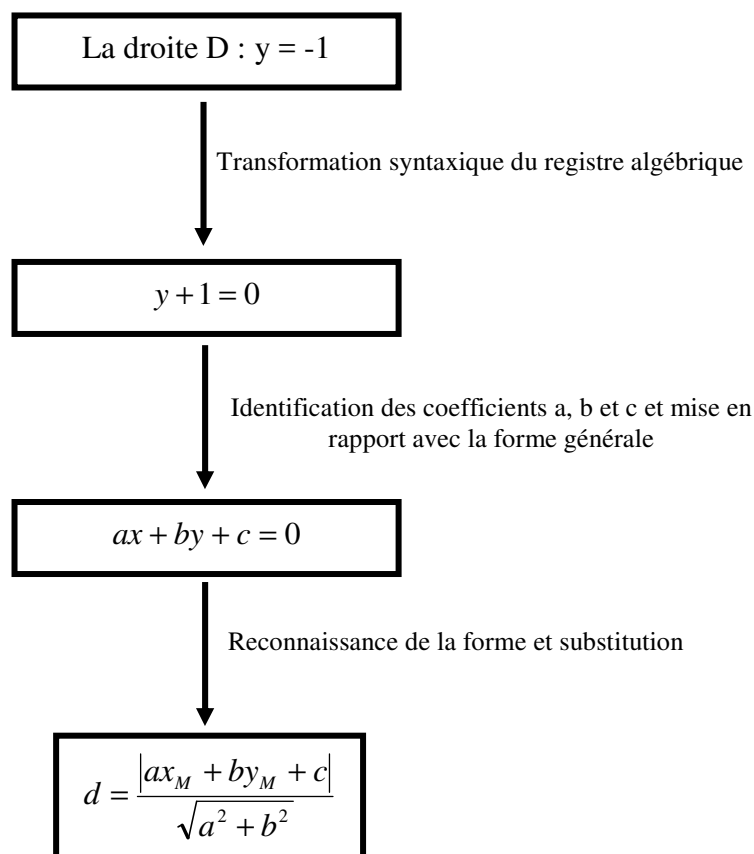 La droite D : y = -1
Transformation syntaxique du registre algébrique
y + 1 = 0
Identification des coefficients a, b et c et mise en
rapport avec la forme générale
ax + by + c = 0
Reconnaissance de la forme et substitution
d = |ax_M + by_M + c| / √(a² + b²)